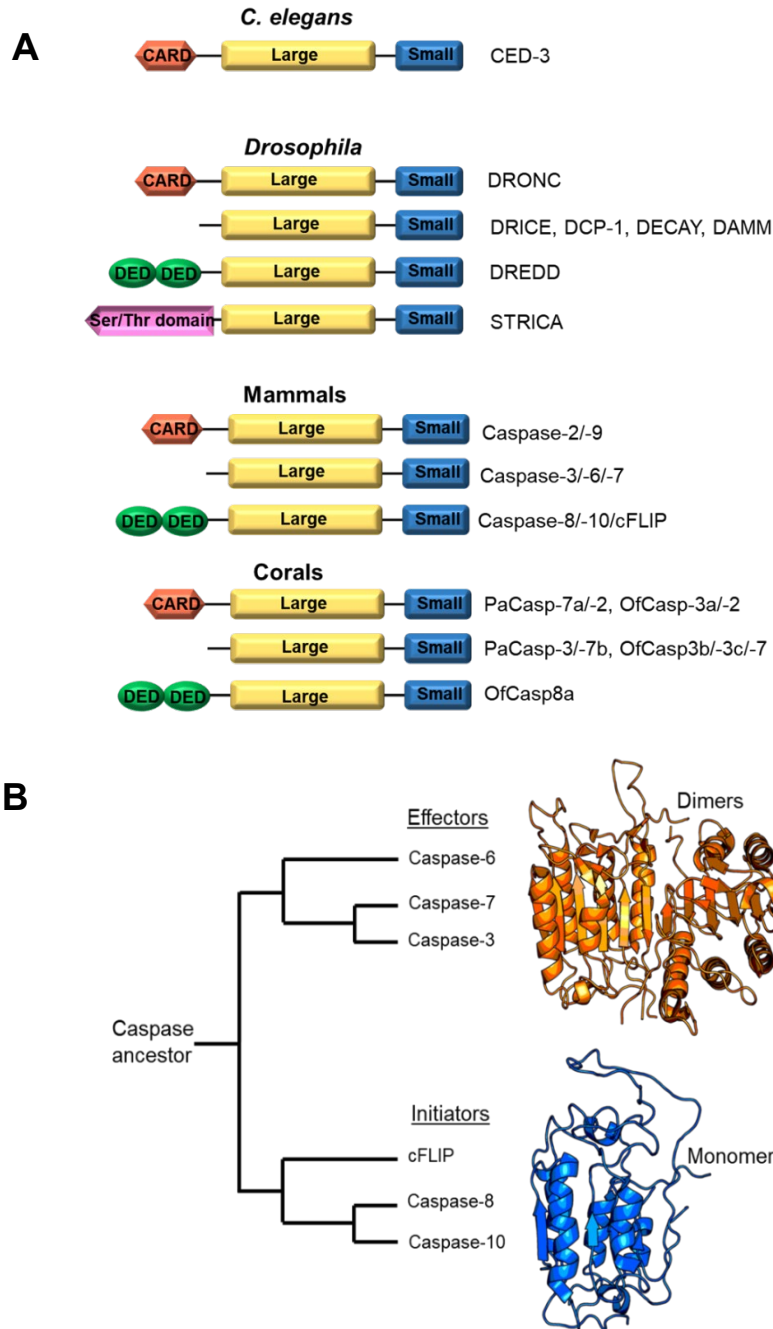 A
C. elegans
CARD Large Small CED-3
Drosophila
CARD Large Small DRONC
Large Small DRICE, DCP-1, DECAY, DAMM
DED DED Large Small DREDD
Ser/Thr domain Large Small STRICA
Mammals
CARD Large Small Caspase-2/-9
Large Small Caspase-3/-6/-7
DED DED Large Small Caspase-8/-10/cFLIP
Corals
CARD Large Small PaCasp-7a/-2, OfCasp-3a/-2
Large Small PaCasp-3/-7b, OfCasp3b/-3c/-7
DED DED Large Small OfCasp8a
B
Effectors
Dimers
Caspase-6
Caspase-7
Caspase-3
Caspase
ancestor
Initiators
cFLIP
Monomer
Caspase-8
Caspase-10